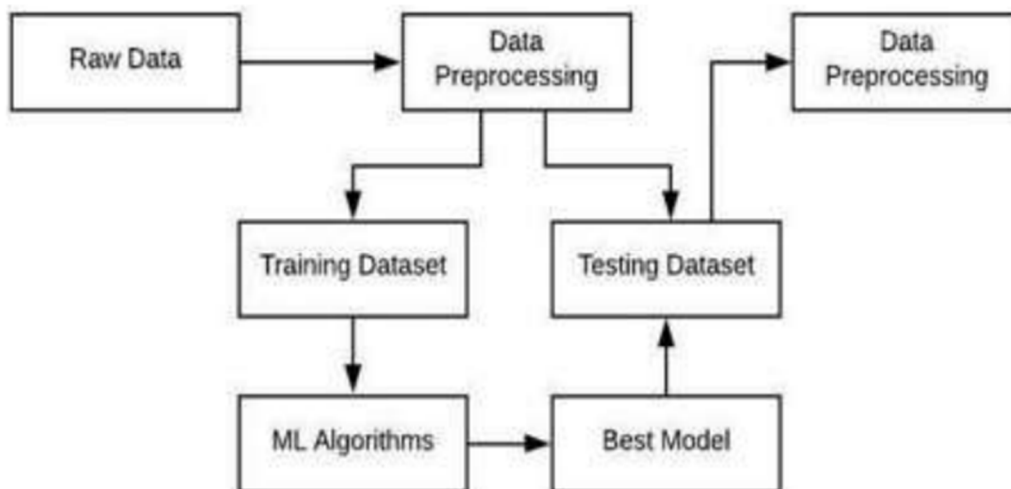 Raw Data
Data
Preprocessing
Data
Preprocessing
Training Dataset
Testing Dataset
ML Algorithms
Best Model